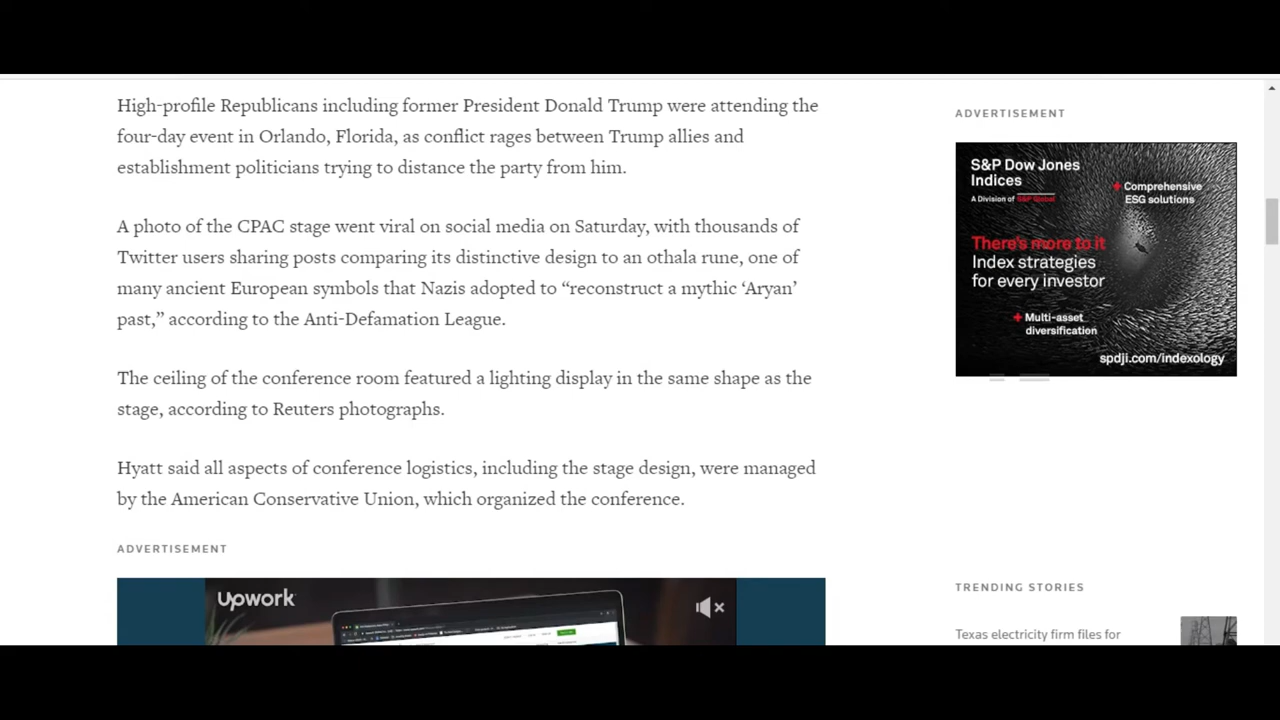 High-profile Republicans including former President Donald Trump were attending the
four-day event in Orlando, Florida, as conflict rages between Trump allies and
establishment politicians trying to distance the party from him.
A photo of the CPAC stage went viral on social media on Saturday, with thousands of
Twitter users sharing posts comparing its distinctive design to an othala rune, one of
many ancient European symbols that Nazis adopted to “reconstruct a mythic ‘Aryan’
past,” according to the Anti-Defamation League.
The ceiling of the conference room featured a lighting display in the same shape as the
stage, according to Reuters photographs.
Hyatt said all aspects of conference logistics, including the stage design, were managed
by the American Conservative Union, which organized the conference.
ADVERTISEMENT
Upwork
ADVERTISEMENT
S&P Dow Jones
Indices
A Division of S&P Global
+ Comprehensive
ESG solutions
There's more to it
Index strategies
for every investor
+ Multi-asset
diversification
spdji.com/indexology
TRENDING STORIES
Texas electricity firm files for